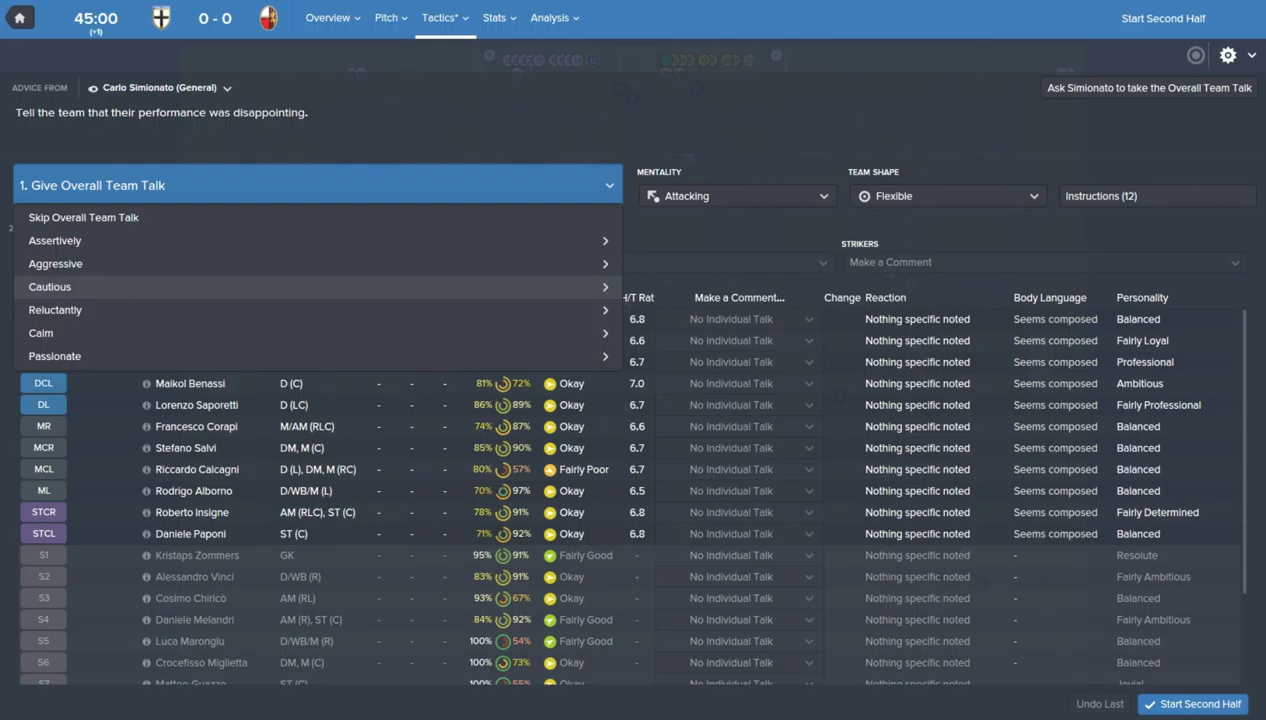 45:00
(+1)
0 - 0
Overview
Pitch
Tactics*
Stats
Analysis
Start Second Half
ADVICE FROM
Carlo Simionato (General)
Ask Simionato to take the Overall Team Talk
Tell the team that their performance was disappointing.
1. Give Overall Team Talk
MENTALITY
Attacking
TEAM SHAPE
Flexible
Instructions (12)
Skip Overall Team Talk
Assertively
Aggressive
Cautious
Reluctantly
Calm
Passionate
STRIKERS
Make a Comment
H/T Rat Make a Comment... Change Reaction Body Language Personality
6.8 No Individual Talk Nothing specific noted Seems composed Balanced
6.6 No Individual Talk Nothing specific noted Seems composed Fairly Loyal
6.7 No Individual Talk Nothing specific noted Seems composed Professional
DCL Maikol Benassi D (C) - - - 81% 72% Okay 7.0 No Individual Talk Nothing specific noted Seems composed Ambitious
DL Lorenzo Saporetti D (LC) - - - 86% 89% Okay 6.7 No Individual Talk Nothing specific noted Seems composed Fairly Professional
MR Francesco Corapi M/AM (RLC) - - - 74% 87% Okay 6.6 No Individual Talk Nothing specific noted Seems composed Balanced
MCR Stefano Salvi DM, M (C) - - - 85% 90% Okay 6.7 No Individual Talk Nothing specific noted Seems composed Balanced
MCL Riccardo Calcagni D (L), DM, M (RC) - - - 80% 57% Fairly Poor 6.7 No Individual Talk Nothing specific noted Seems composed Balanced
ML Rodrigo Alborno D/WB/M (L) - - - 70% 97% Okay 6.5 No Individual Talk Nothing specific noted Seems composed Balanced
STCR Roberto Insigne AM (RLC), ST (C) - - - 78% 91% Okay 6.8 No Individual Talk Nothing specific noted Seems composed Fairly Determined
STCL Daniele Paponi ST (C) - - - 71% 92% Okay 6.8 No Individual Talk Nothing specific noted Seems composed Balanced
S1 Kristaps Zommers GK - - - 95% 91% Fairly Good - No Individual Talk Nothing specific noted - Resolute
S2 Alessandro Vinci D/WB (R) - - - 83% 91% Okay - No Individual Talk Nothing specific noted - Fairly Ambitious
S3 Cosimo Chiricò AM (RL) - - - 93% 67% Okay - No Individual Talk Nothing specific noted - Balanced
S4 Daniele Melandri AM (R), ST (C) - - - 84% 92% Fairly Good - No Individual Talk Nothing specific noted - Fairly Ambitious
S5 Luca Marongiu D/WB/M (R) - - - 100% 54% Fairly Good - No Individual Talk Nothing specific noted - Balanced
S6 Crocefisso Miglietta DM, M (C) - - - 100% 73% Okay - No Individual Talk Nothing specific noted - Balanced
S7 Matteo Guazzo ST (C) - - - 100% 55% Okay - No Individual Talk Nothing specific noted - Jovial
Undo Last
Start Second Half